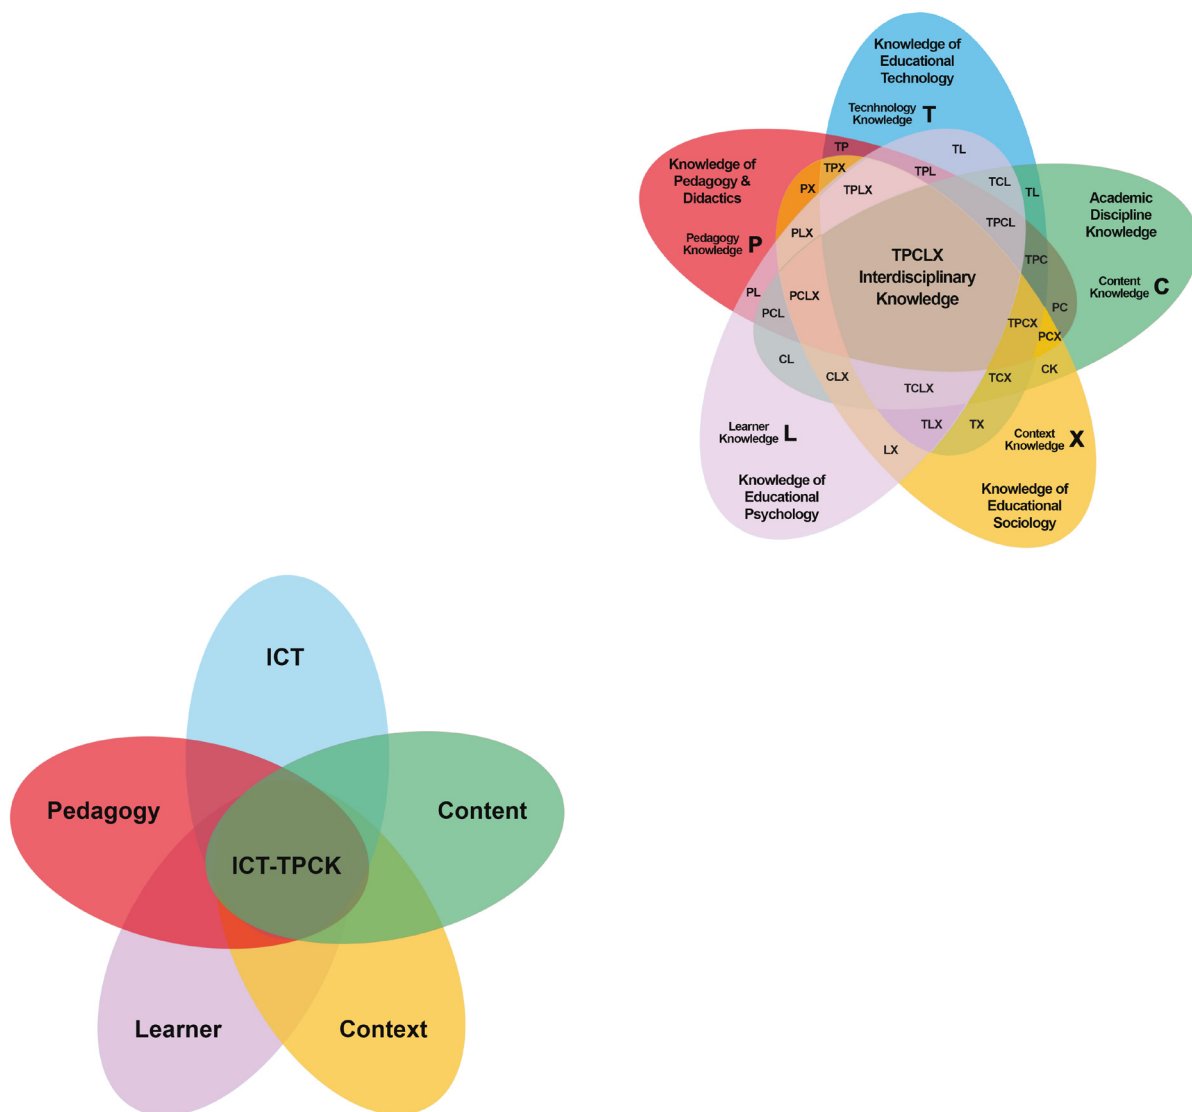 Knowledge of
Educational
Technology
Tecnhnology
Knowledge T
TP
TL
Knowledge of
Pedagogy &
Didactics
TPX
TPL
PX
TPLX
TCL
TL
Academic
Discipline
Knowledge
TPCL
Pedagogy
Knowledge P
PLX
TPCLX
Interdisciplinary
Knowledge
TPC
Content
Knowledge C
PL
PCLX
PCL
PC
TPCX
PCX
CL
CLX
TCLX
TCX
CK
Learner
Knowledge L
TLX
TX
LX
Context
Knowledge X
Knowledge of
Educational
Psychology
Knowledge of
Educational
Sociology
ICT
Pedagogy
Content
ICT-TPCK
Learner
Context